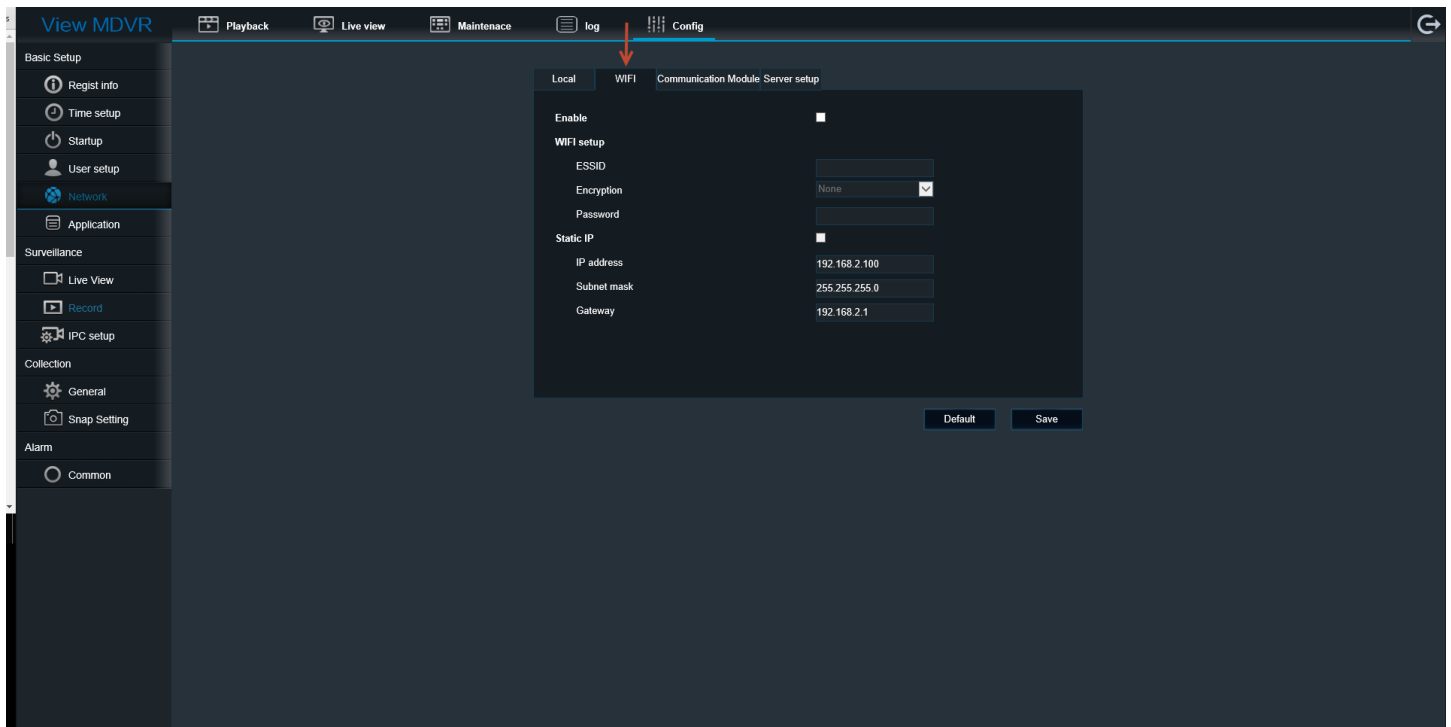 View MDVR
Playback
Live view
Maintenace
log
Config
Basic Setup
Regist info
Time setup
Startup
User setup
Network
Application
Surveillance
Live View
Record
IPC setup
Collection
General
Snap Setting
Alarm
Common
Local
WIFI
Communication Module
Server setup
Enable
WIFI setup
ESSID
Encryption
None
Password
Static IP
IP address
192.168.2.100
Subnet mask
255.255.255.0
Gateway
192.168.2.1
Default
Save